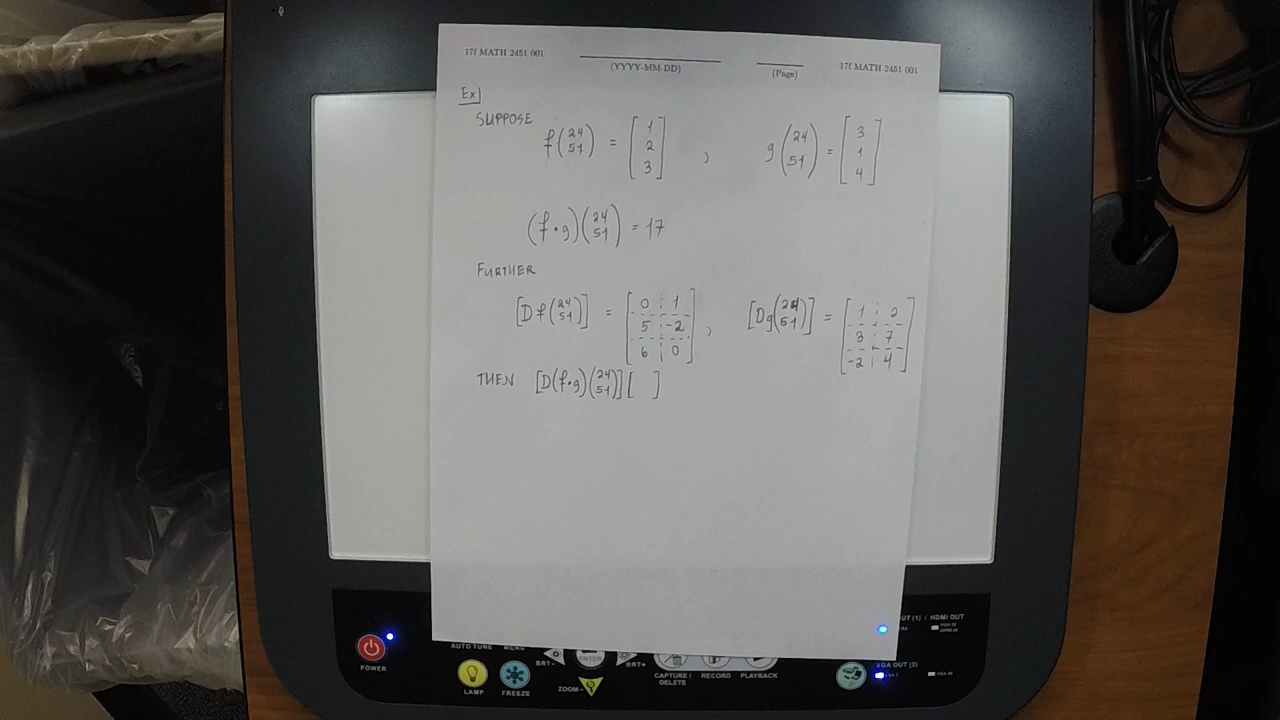 17f MATH 2451 001 (YYYY-MM-DD) (Page) 17f MATH 2451 001
Ex
SUPPOSE f(24 51) = [1 2 3] , g(24 51) = [3 1 4]
(f•g)(24 51) = 17
FURTHER
[Df(24 51)] = [0 1 5 -2 6 0] , [Dg(24 51)] = [1 2 3 7 -2 4]
THEN [D(f•g)(24 51)][ ]
OUT (1) / HDMI OUT
AUTO TUNE MENU
BRT- ENTER BRT+
POWER
LAMP FREEZE ZOOM- CAPTURE / DELETE RECORD PLAYBACK
VGA OUT (2)